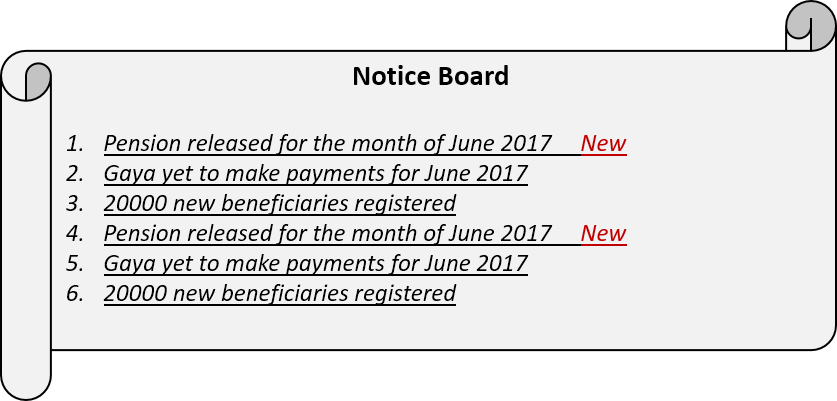 Notice Board
1. Pension released for the month of June 2017 New
2. Gaya yet to make payments for June 2017
3. 20000 new beneficiaries registered
4. Pension released for the month of June 2017 New
5. Gaya yet to make payments for June 2017
6. 20000 new beneficiaries registered